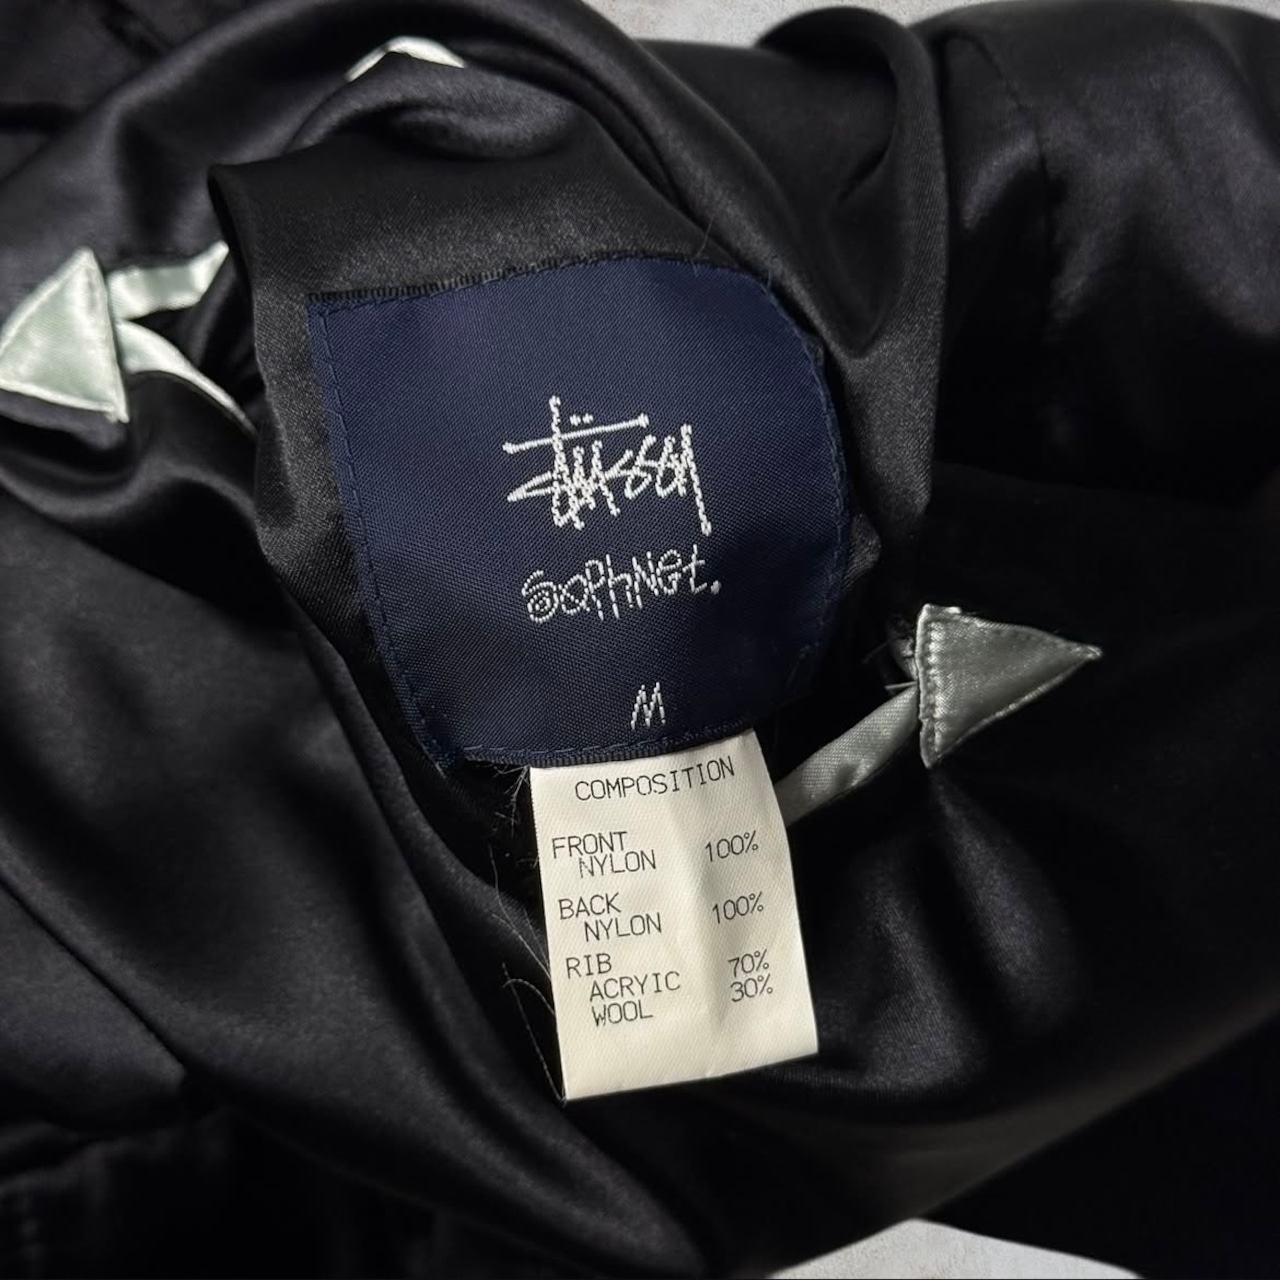 Stüssy
SophNet.
M
COMPOSITION
FRONT
NYLON 100%
BACK
NYLON 100%
RIB
ACRYIC 70%
WOOL 30%